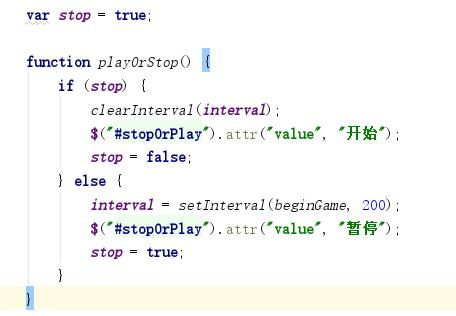 var stop = true;
function playOrStop() {
if (stop) {
clearInterval(interval);
$("#stopOrPlay").attr("value", "开始");
stop = false;
} else {
interval = setInterval(beginGame, 200);
$("#stopOrPlay").attr("value", "暂停");
stop = true;
}
}